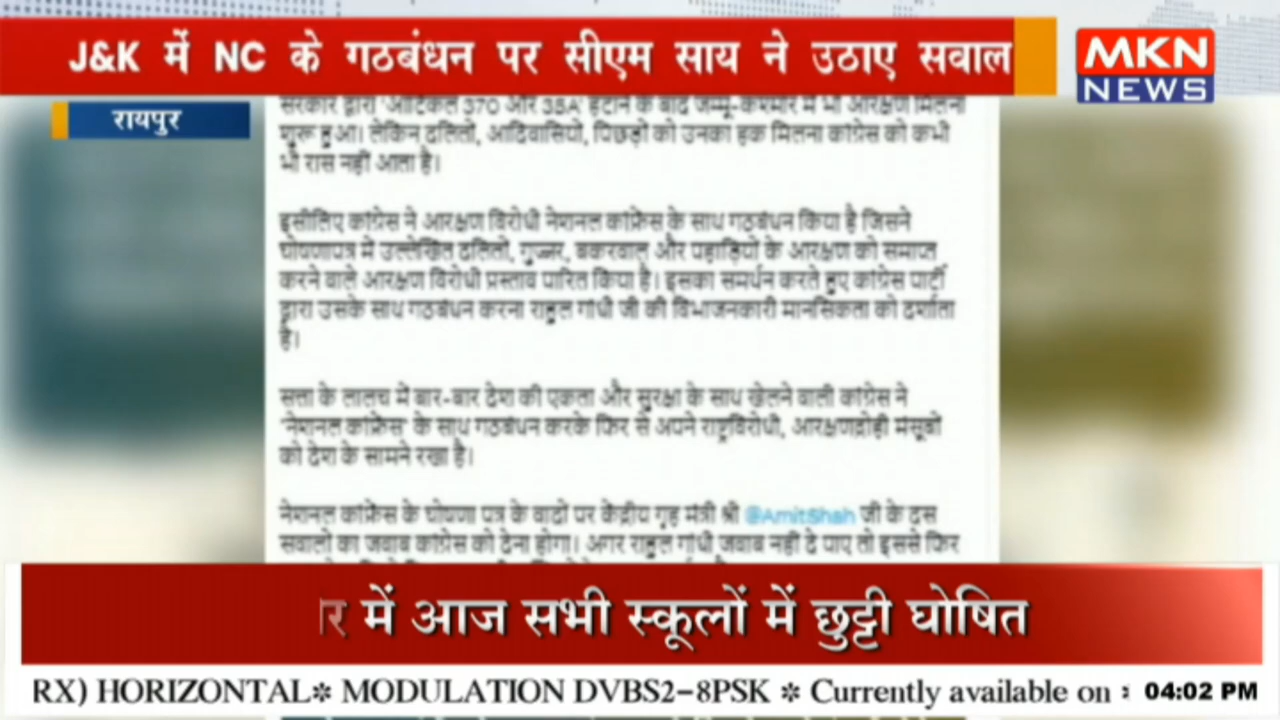 J&K में NC के गठबंधन पर सीएम साय ने उठाए सवाल
MKN
NEWS
रायपुर
सरकार द्वारा 'आर्टिकल 370 और 35A' हटाने के बाद जम्मू-कश्मीर में भी आरक्षण मिलना
शुरू हुआ। लेकिन दलितों, आदिवासियों, पिछड़ों को उनका हक मिलना कांग्रेस को कभी
भी रास नहीं आता है।
इसीलिए कांग्रेस ने आरक्षण विरोधी नेशनल कांफ्रेंस के साथ गठबंधन किया है जिसने
घोषणापत्र में उल्लेखित दलितों, गुज्जर, बकरवाल और पहाड़ियों के आरक्षण को समाप्त
करने वाले आरक्षण विरोधी प्रस्ताव पारित किया है। इसका समर्थन करते हुए कांग्रेस पार्टी
द्वारा उसके साथ गठबंधन करना राहुल गांधी जी की विभाजनकारी मानसिकता को दर्शाता
है।
सत्ता के लालच में बार-बार देश की एकता और सुरक्षा के साथ खेलने वाली कांग्रेस ने
'नेशनल कांफ्रेंस' के साथ गठबंधन करके फिर से अपने राष्ट्रविरोधी, आरक्षणद्रोही मंसूबों
को देश के सामने रखा है।
नेशनल कांफ्रेंस के घोषणा पत्र के वादों पर केंद्रीय गृह मंत्री श्री @AmitShah जी के दस
सवालों का जवाब कांग्रेस को देना होगा। अगर राहुल गांधी जवाब नहीं दे पाए तो इससे फिर
में आज सभी स्कूलों में छुट्टी घोषित
RX) HORIZONTAL* MODULATION DVBS2-8PSK * Currently available on
04:02 PM